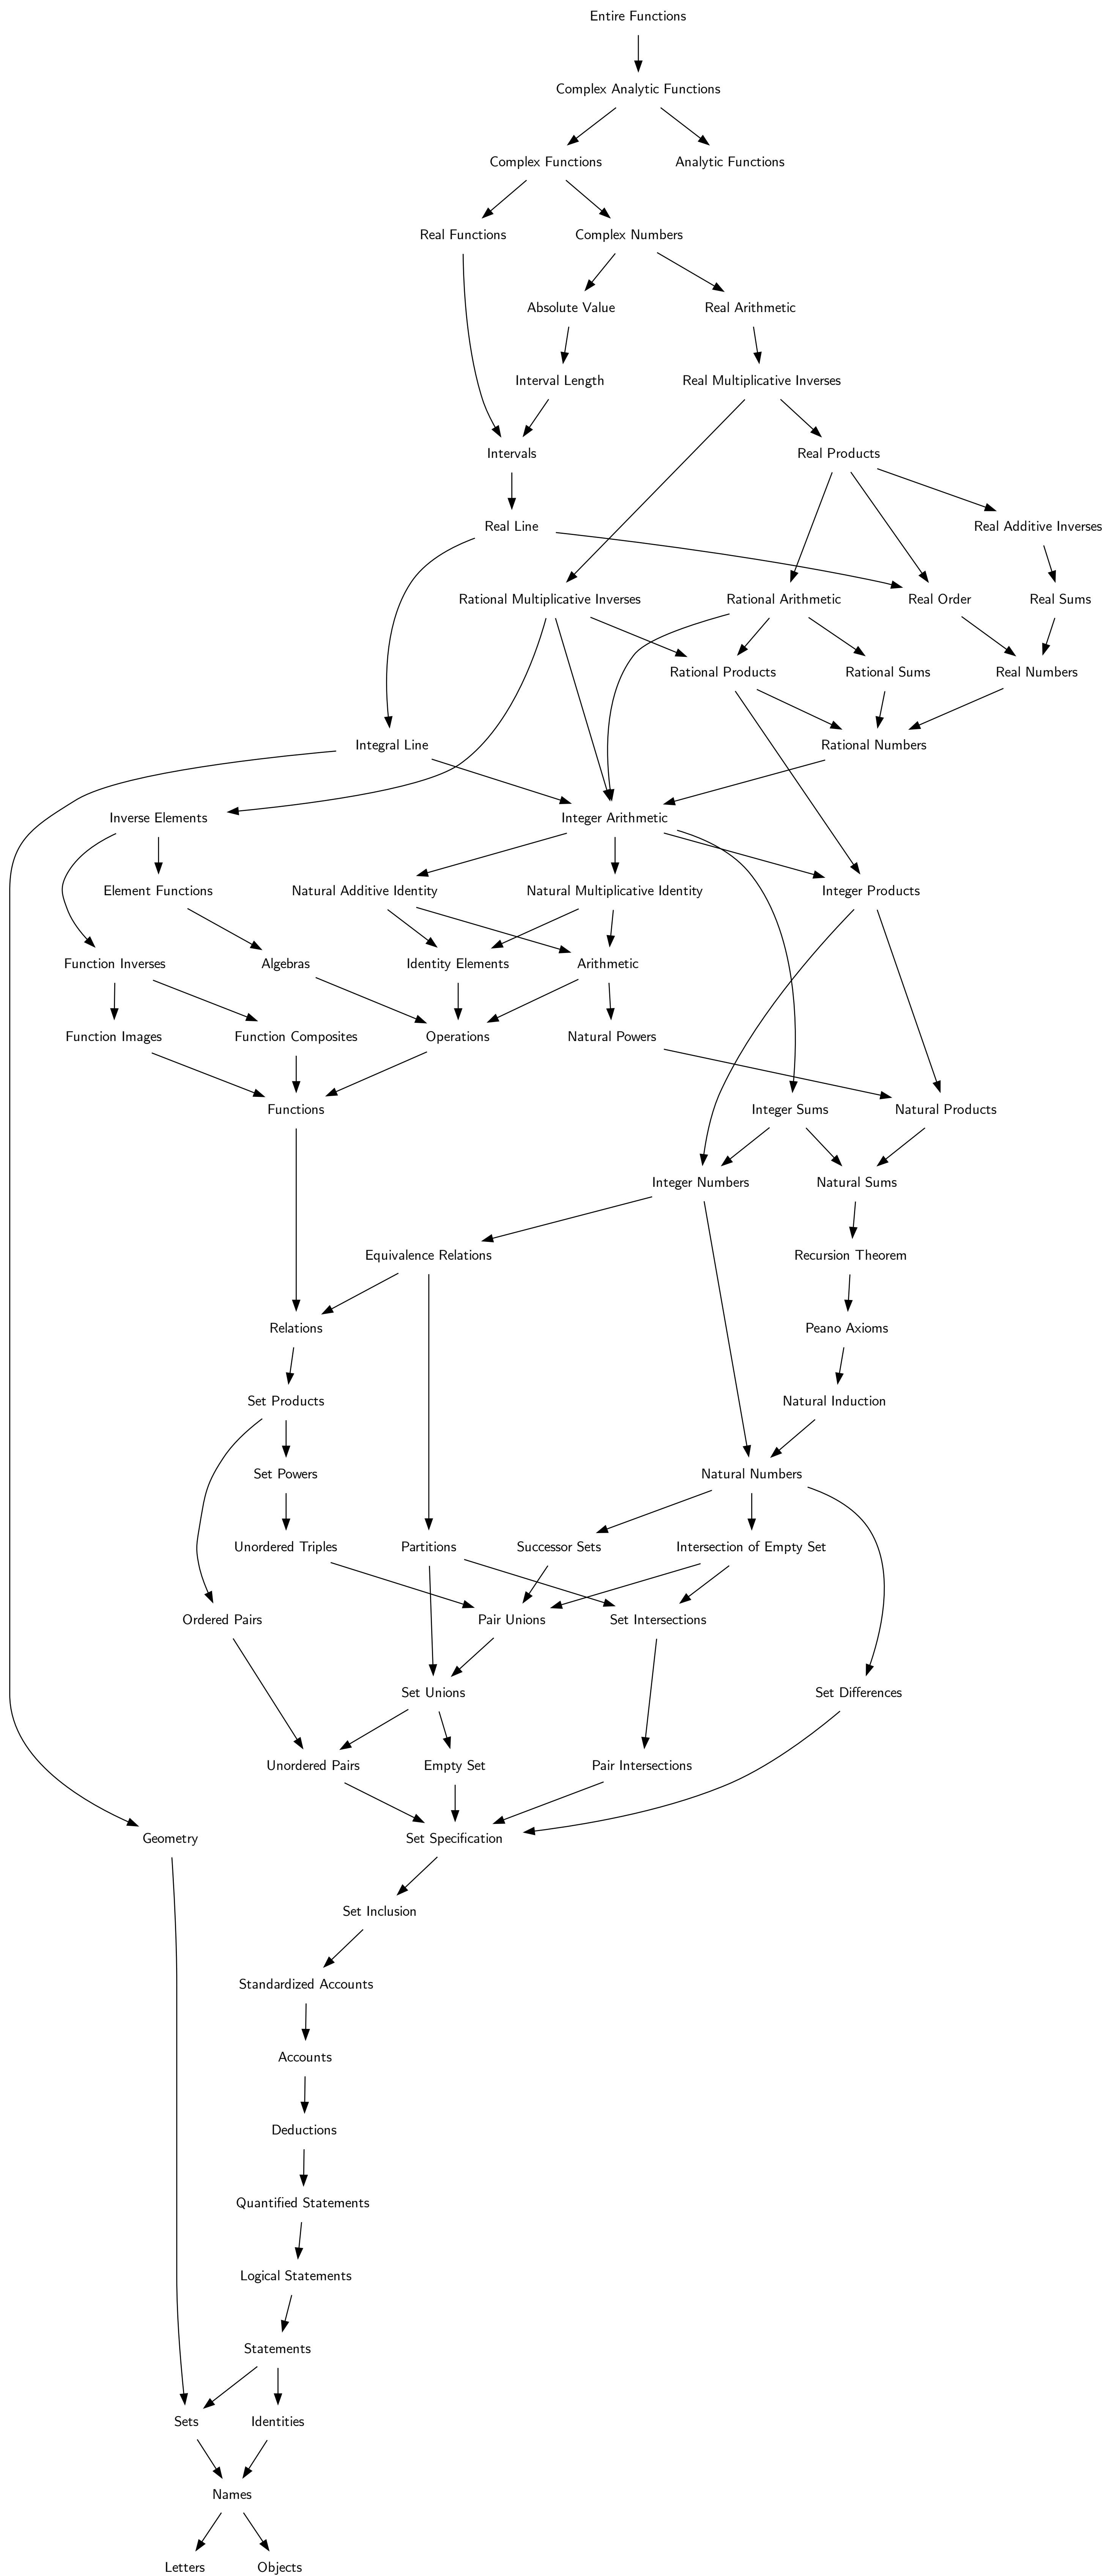 Entire Functions
Complex Analytic Functions
Complex Functions
Analytic Functions
Real Functions
Complex Numbers
Absolute Value
Real Arithmetic
Interval Length
Real Multiplicative Inverses
Intervals
Real Products
Real Line
Real Additive Inverses
Rational Multiplicative Inverses
Rational Arithmetic
Real Order
Real Sums
Rational Products
Rational Sums
Real Numbers
Integral Line
Rational Numbers
Inverse Elements
Integer Arithmetic
Element Functions
Natural Additive Identity
Natural Multiplicative Identity
Integer Products
Function Inverses
Algebras
Identity Elements
Arithmetic
Function Images
Function Composites
Operations
Natural Powers
Functions
Integer Sums
Natural Products
Integer Numbers
Natural Sums
Equivalence Relations
Recursion Theorem
Relations
Peano Axioms
Set Products
Natural Induction
Set Powers
Natural Numbers
Unordered Triples
Partitions
Successor Sets
Intersection of Empty Set
Ordered Pairs
Pair Unions
Set Intersections
Set Unions
Set Differences
Unordered Pairs
Empty Set
Pair Intersections
Geometry
Set Specification
Set Inclusion
Standardized Accounts
Accounts
Deductions
Quantified Statements
Logical Statements
Statements
Sets
Identities
Names
Letters
Objects